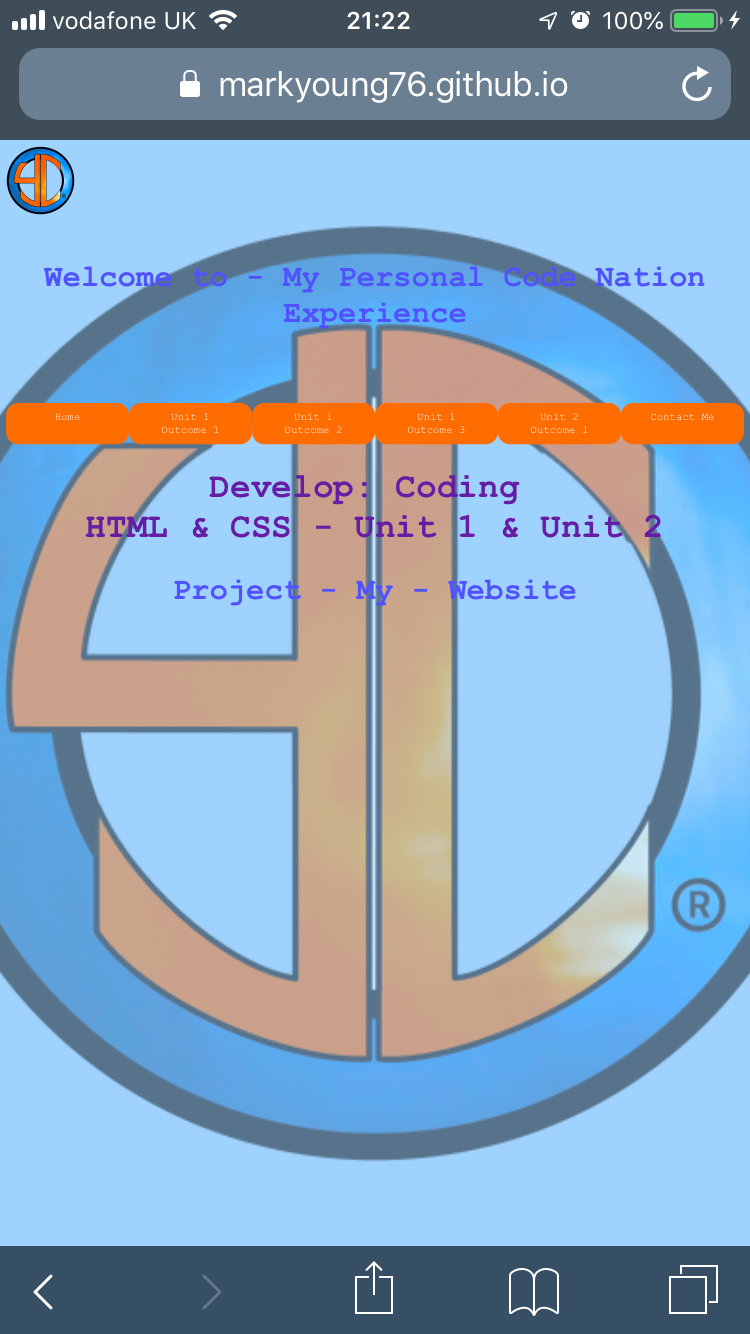 vodafone UK 21:22 100%
markyoung76.github.io
Welcome to - My Personal Code Nation
Experience
Home Unit 1 Unit 1 Unit 1 Unit 2 Contact Me
Outcome 1 Outcome 2 Outcome 3 Outcome 1
Develop: Coding
HTML & CSS - Unit 1 & Unit 2
Project - My - Website
®